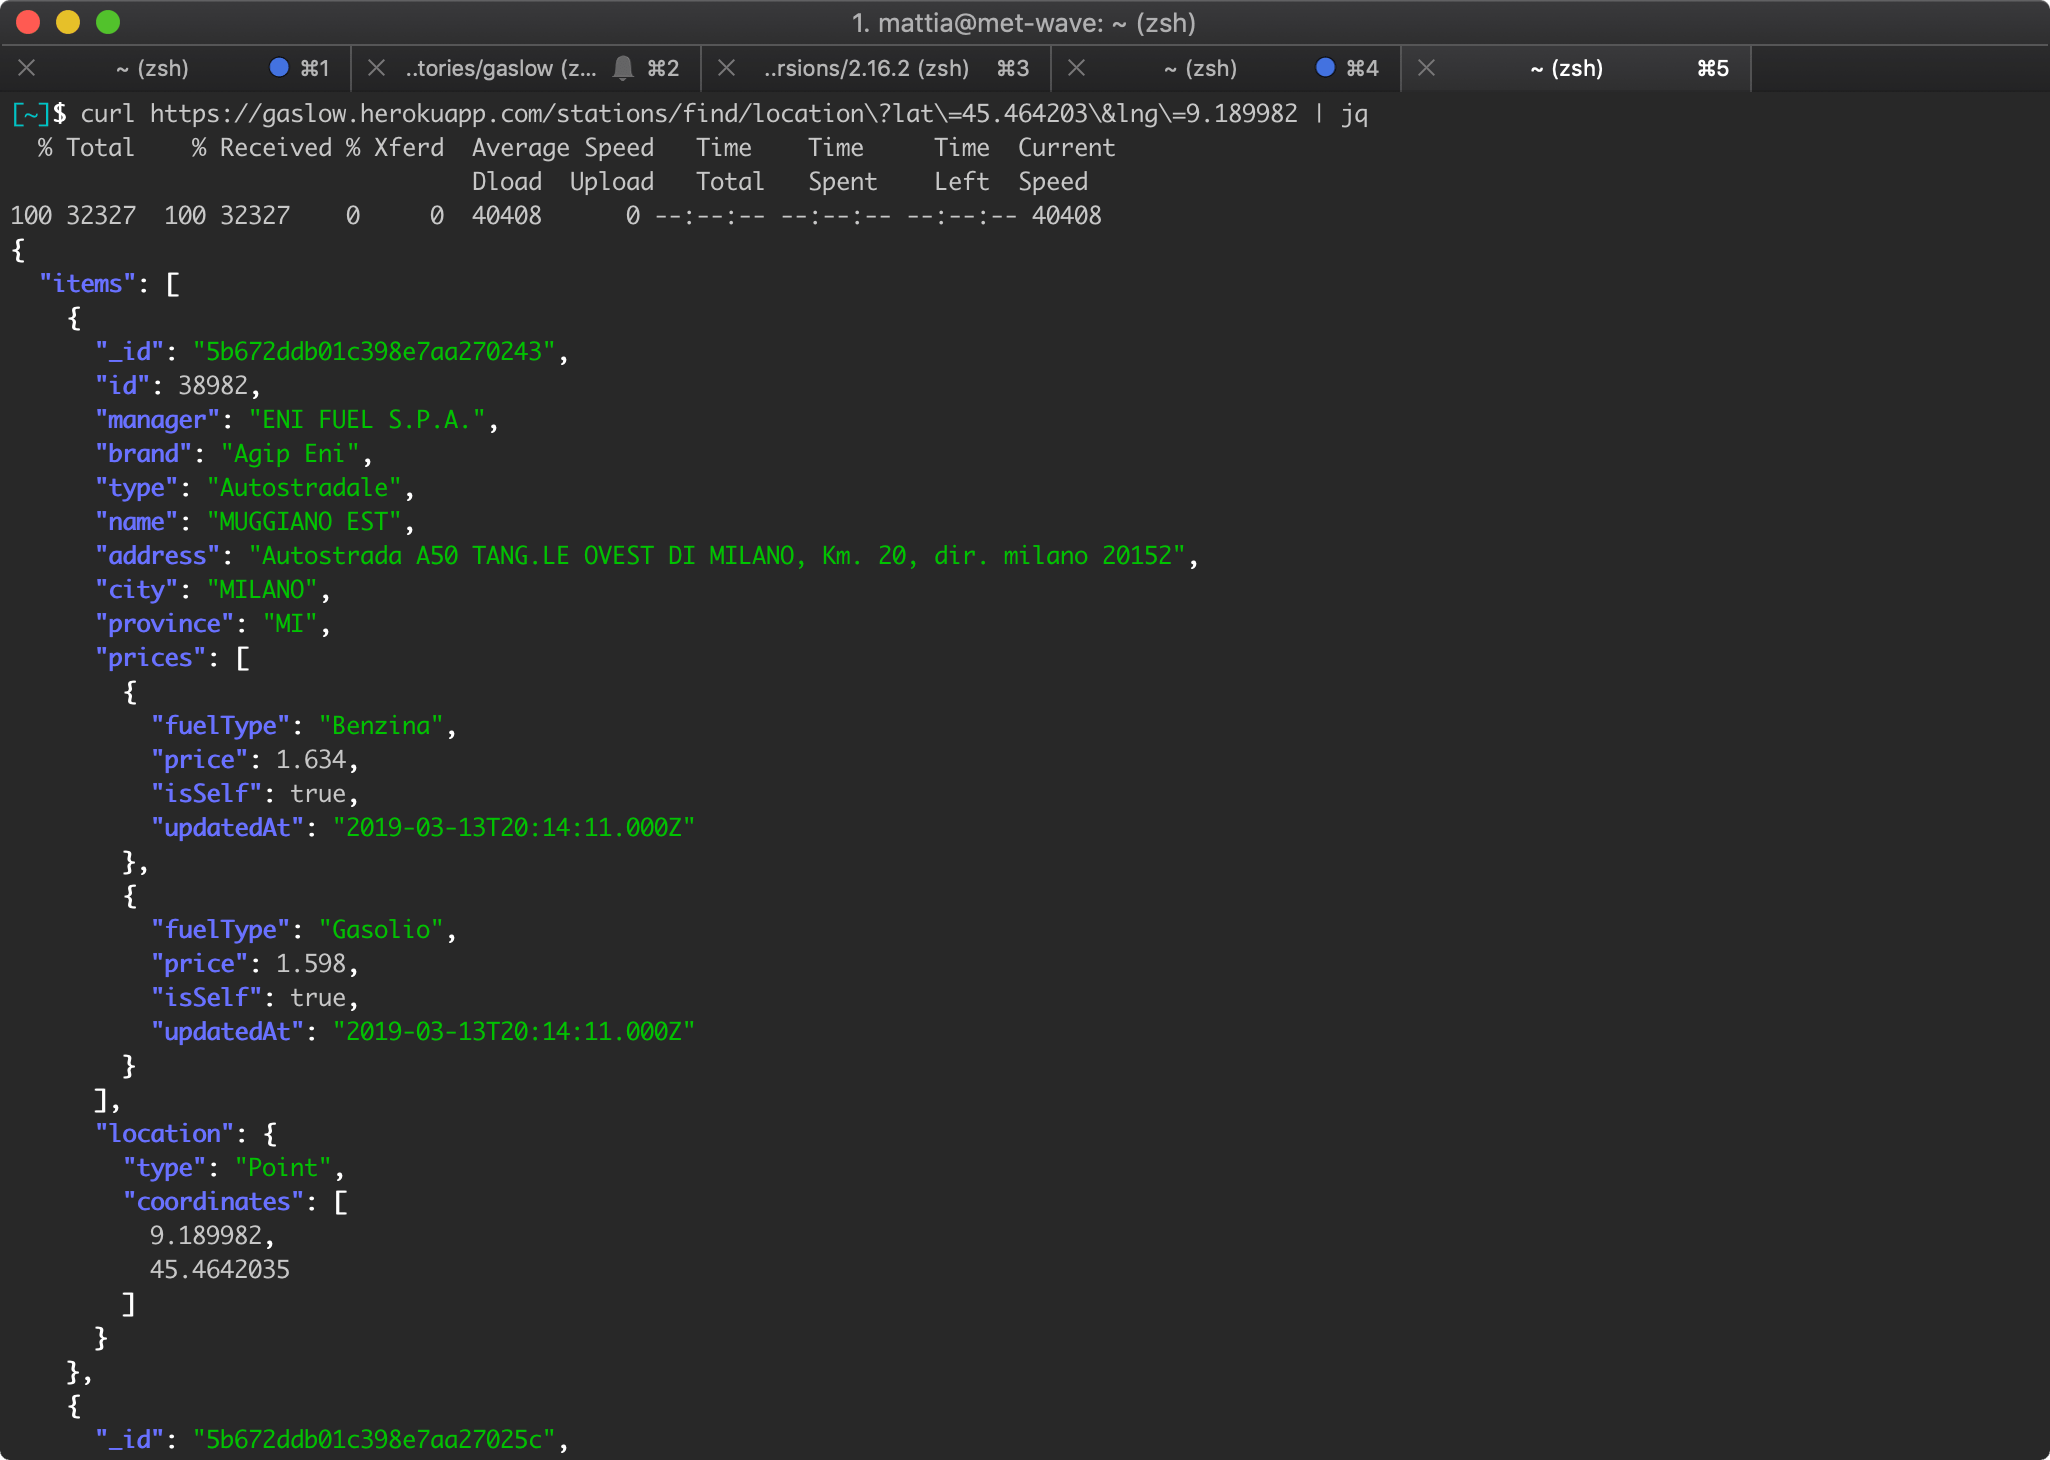 1. mattia@met-wave: ~ (zsh)
~ (zsh) ⌘1 ..tories/gaslow (z... ⌘2 ..rsions/2.16.2 (zsh) ⌘3 ~ (zsh) ⌘4 ~ (zsh) ⌘5
[~]$ curl https://gaslow.herokuapp.com/stations/find/location\?lat\=45.464203\&lng\=9.189982 | jq
  % Total    % Received % Xferd  Average Speed   Time    Time     Time  Current
                                 Dload  Upload   Total   Spent    Left  Speed
100 32327  100 32327    0     0  40408      0 --:--:-- --:--:-- --:--:-- 40408
{
  "items": [
    {
      "_id": "5b672ddb01c398e7aa270243",
      "id": 38982,
      "manager": "ENI FUEL S.P.A.",
      "brand": "Agip Eni",
      "type": "Autostradale",
      "name": "MUGGIANO EST",
      "address": "Autostrada A50 TANG.LE OVEST DI MILANO, Km. 20, dir. milano 20152",
      "city": "MILANO",
      "province": "MI",
      "prices": [
        {
          "fuelType": "Benzina",
          "price": 1.634,
          "isSelf": true,
          "updatedAt": "2019-03-13T20:14:11.000Z"
        },
        {
          "fuelType": "Gasolio",
          "price": 1.598,
          "isSelf": true,
          "updatedAt": "2019-03-13T20:14:11.000Z"
        }
      ],
      "location": {
        "type": "Point",
        "coordinates": [
          9.189982,
          45.4642035
        ]
      }
    },
    {
      "_id": "5b672ddb01c398e7aa27025c",